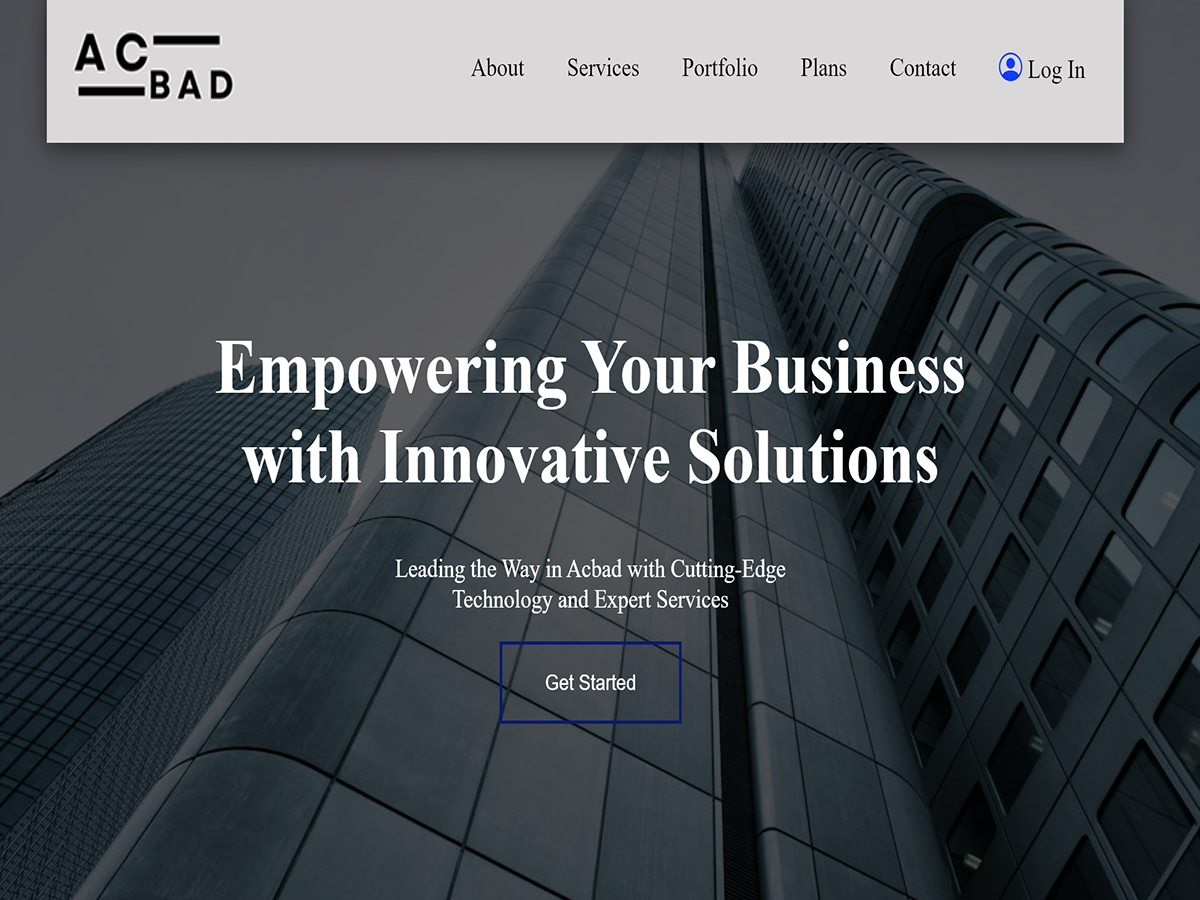 AC
BAD
About Services Portfolio Plans Contact Log In
Empowering Your Business
with Innovative Solutions
Leading the Way in Acbad with Cutting-Edge
Technology and Expert Services
Get Started